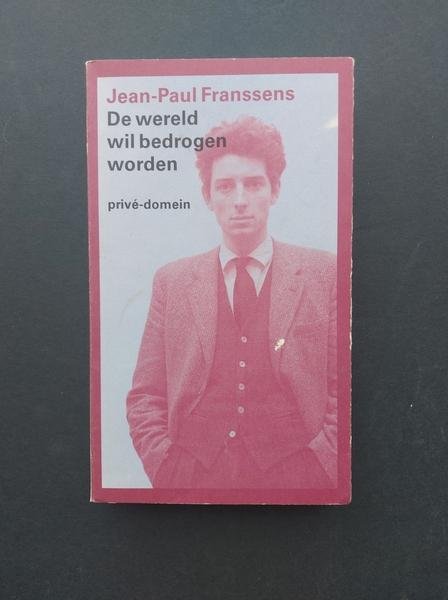 Jean-Paul Franssens
De wereld
wil bedrogen
worden
privé-domein